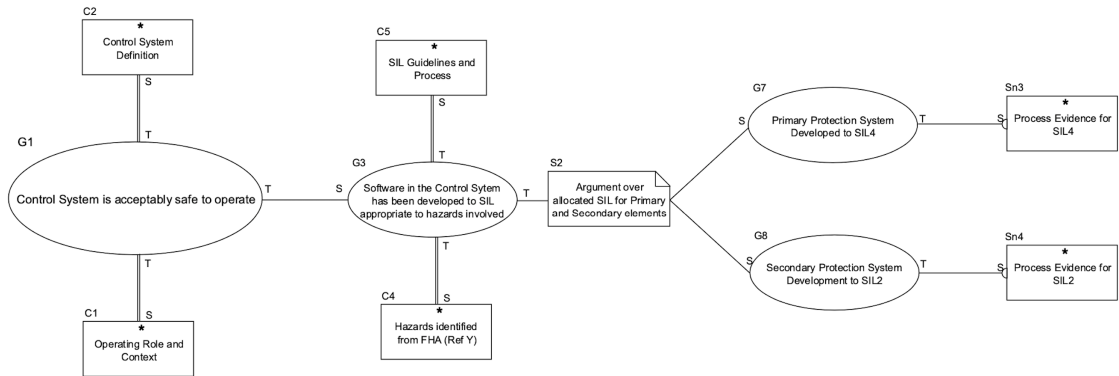 C2
*
Control System
Definition
S
T
G1
Control System is acceptably safe to operate
T
T
S
C1
*
Operating Role and
Context
C5
*
SIL Guidelines and
Process
S
T
S
G3
Software in the Control Sytem
has been developed to SIL
appropriate to hazards involved
T
T
S
C4
*
Hazards identified
from FHA (Ref Y)
S2
Argument over
allocated SIL for Primary
and Secondary elements
G7
S
Primary Protection System
Developed to SIL4
T
Sn3
S
*
Process Evidence for
SIL4
G8
S
Secondary Protection System
Development to SIL2
T
Sn4
S
*
Process Evidence for
SIL2